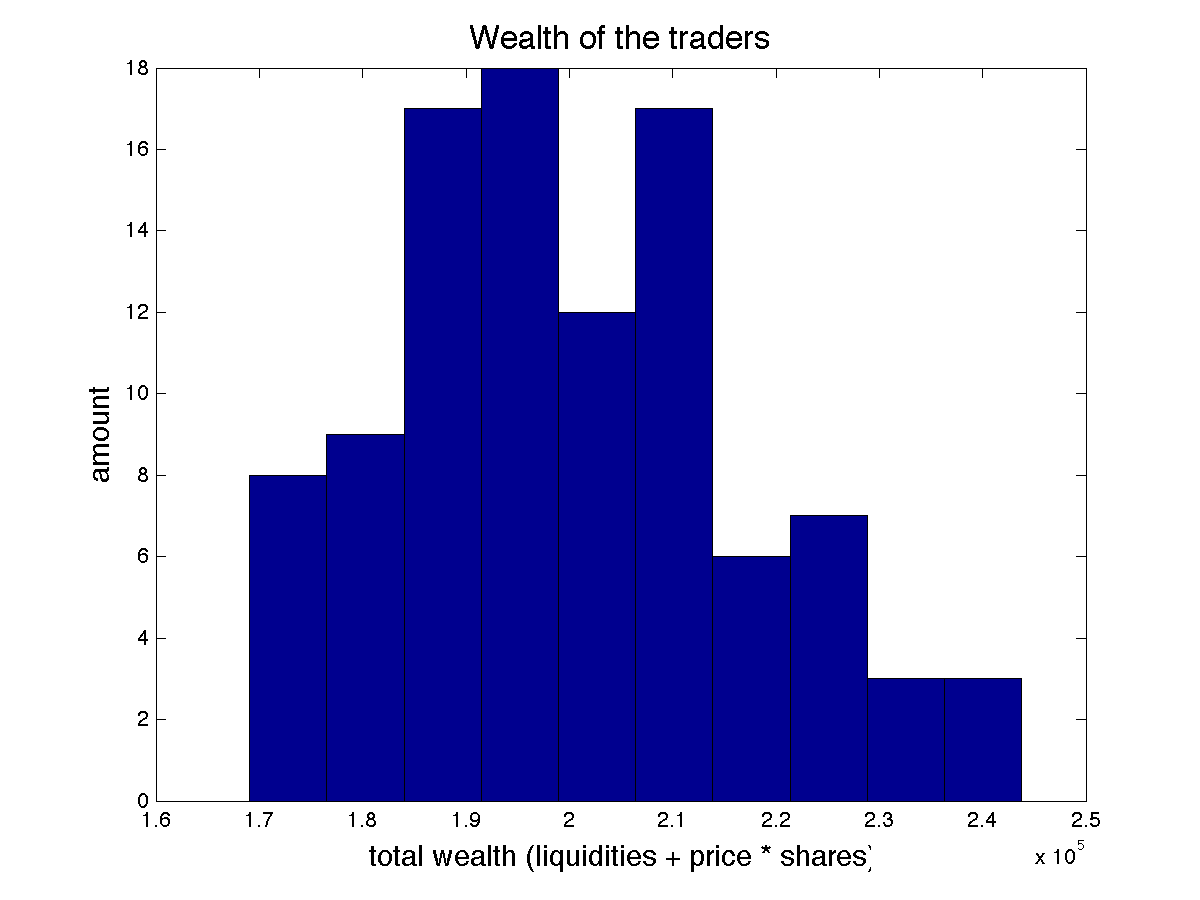 Wealth of the traders
18
16
14
12
10
8
6
4
2
0
amount
1.6 1.7 1.8 1.9 2 2.1 2.2 2.3 2.4 2.5
total wealth (liquidities + price * shares)
x 10^5